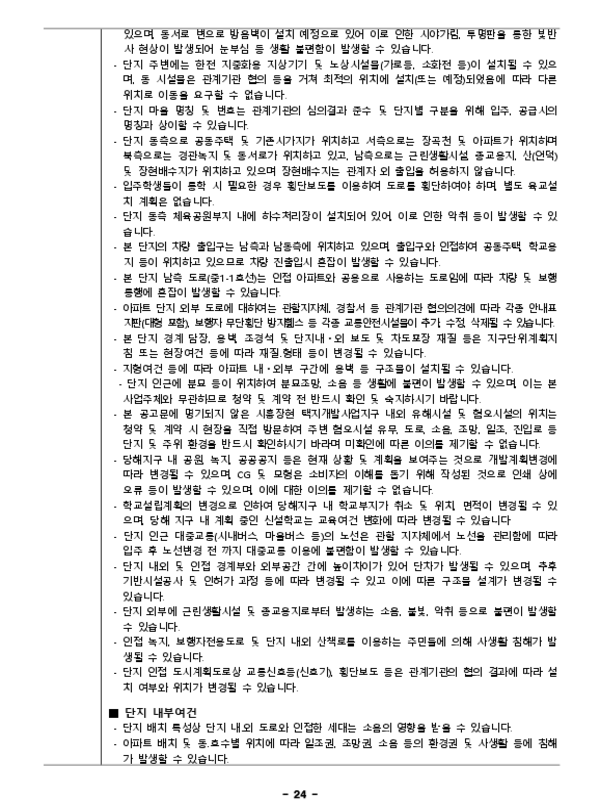 있으며, 동서로 변으로 방음벽이 설치 예정으로 있어 이로 인한 시야가림, 투명판을 통한 빛반
사 현상이 발생되어 눈부심 등 생활 불편함이 발생할 수 있습니다.
- 단지 주변에는 한전 지중화용 지상기기 및 노상시설물(가로등, 소화전 등)이 설치될 수 있으
며, 동 시설물은 관계기관 협의 등을 거쳐 최적의 위치에 설치(또는 예정)되었음에 따라 다른
위치로 이동을 요구할 수 없습니다.
- 단지 마을 명칭 및 번호는 관계기관의 심의결과 준수 및 단지별 구분을 위해 입주, 공급시의
명칭과 상이할 수 있습니다.
- 단지 동측으로 공동주택 및 기존시가지가 위치하고 서측으로는 장곡천 및 아파트가 위치하며
북측으로는 경관녹지 및 동서로가 위치하고 있고, 남측으로는 근린생활시설, 종교용지, 산(언덕)
및 장현배수지가 위치하고 있으며 장현배수지는 관계자 외 출입을 허용하지 않습니다.
- 입주학생들이 통학 시 필요한 경우 횡단보도를 이용하여 도로를 횡단하여야 하며, 별도 육교설
치 계획은 없습니다.
- 단지 동측 체육공원부지 내에 하수처리장이 설치되어 있어, 이로 인한 악취 등이 발생할 수 있
습니다.
- 본 단지의 차량 출입구는 남측과 남동측에 위치하고 있으며, 출입구와 인접하여 공동주택, 학교용
지 등이 위치하고 있으므로 차량 진출입시 혼잡이 발생할 수 있습니다.
- 본 단지 남측 도로(중1-1호선)는 인접 아파트와 공용으로 사용하는 도로임에 따라 차량 및 보행
통행에 혼잡이 발생할 수 있습니다.
- 아파트 단지 외부 도로에 대하여는 관할지자체, 경찰서 등 관계기관 협의의견에 따라 각종 안내표
지판(대형 포함), 보행자 무단횡단 방지휀스 등 각종 교통안전시설물이 추가, 수정, 삭제될 수 있습니다.
- 본 단지 경계 담장, 옹벽, 조경석 및 단지내·외 보도 및 차도포장 재질 등은 지구단위계획지
침 또는 현장여건 등에 따라 재질,형태 등이 변경될 수 있습니다.
- 지형여건 등에 따라 아파트 내·외부 구간에 옹벽 등 구조물이 설치될 수 있습니다.
- 단지 인근에 분묘 등이 위치하여 분묘조망, 소음 등 생활에 불편이 발생할 수 있으며, 이는 본
사업주체와 무관하므로 청약 및 계약 전 반드시 확인 및 숙지하시기 바랍니다.
- 본 공고문에 명기되지 않은 시흥장현 택지개발사업지구 내외 유해시설 및 혐오시설의 위치는
청약 및 계약 시 현장을 직접 방문하여 주변 혐오시설 유무, 도로, 소음, 조망, 일조, 진입로 등
단지 및 주위 환경을 반드시 확인하시기 바라며 미확인에 따른 이의를 제기할 수 없습니다.
- 당해지구 내 공원, 녹지, 공공공지 등은 현재 상황 및 계획을 보여주는 것으로 개발계획변경에
따라 변경될 수 있으며, CG 및 모형은 소비자의 이해를 돕기 위해 작성된 것으로 인쇄 상에
오류 등이 발생할 수 있으며, 이에 대한 이의를 제기할 수 없습니다.
- 학교설립계획의 변경으로 인하여 당해지구 내 학교부지가 취소 및 위치, 면적이 변경될 수 있
으며, 당해 지구 내 계획 중인 신설학교는 교육여건 변화에 따라 변경될 수 있습니다
- 단지 인근 대중교통(시내버스, 마을버스 등)의 노선은 관할 지자체에서 노선을 관리함에 따라
입주 후 노선변경 전 까지 대중교통 이용에 불편함이 발생할 수 있습니다.
- 단지 내외 및 인접 경계부와 외부공간 간에 높이차이가 있어 단차가 발생될 수 있으며, 추후
기반시설공사 및 인허가 과정 등에 따라 변경될 수 있고 이에 따른 구조물 설계가 변경될 수
있습니다.
- 단지 외부에 근린생활시설 및 종교용지로부터 발생하는 소음, 불빛, 악취 등으로 불편이 발생할
수 있습니다.
- 인접 녹지, 보행자전용도로 및 단지 내외 산책로를 이용하는 주민들에 의해 사생활 침해가 발
생될 수 있습니다.
- 단지 인접 도시계획도로상 교통신호등(신호기), 횡단보도 등은 관계기관의 협의 결과에 따라 설
치 여부와 위치가 변경될 수 있습니다.
■ 단지 내부여건
- 단지 배치 특성상 단지 내,외 도로와 인접한 세대는 소음의 영향을 받을 수 있습니다.
- 아파트 배치 및 동,호수별 위치에 따라 일조권, 조망권, 소음 등의 환경권 및 사생활 등에 침해
가 발생할 수 있습니다.
- 24 -